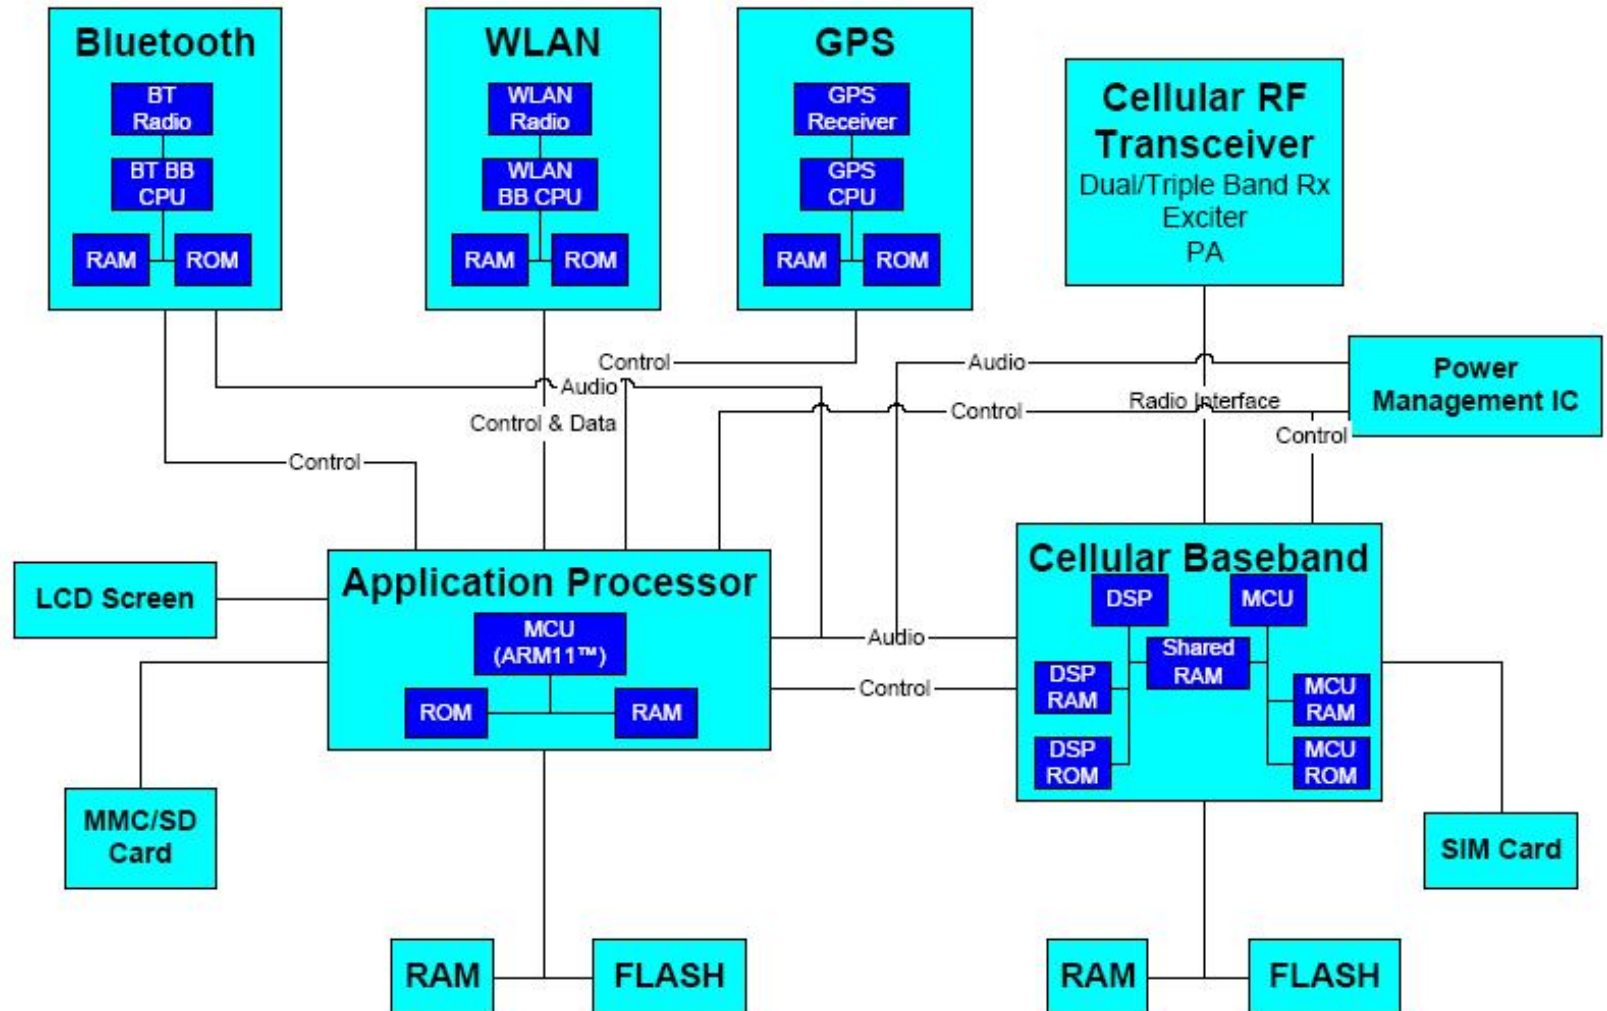 Bluetooth
BT
Radio
BT BB
CPU
RAM
ROM
WLAN
WLAN
Radio
WLAN
BB CPU
RAM
ROM
GPS
GPS
Receiver
GPS
CPU
RAM
ROM
Cellular RF
Transceiver
Dual/Triple Band Rx
Exciter
PA
Control
Audio
Audio
Power
Management IC
Control & Data
Control
Radio Interface
Control
Control
LCD Screen
Application Processor
MCU
(ARM11™)
ROM
RAM
Audio
Control
Cellular Baseband
DSP
MCU
Shared
RAM
DSP
RAM
DSP
ROM
MCU
RAM
MCU
ROM
MMC/SD
Card
SIM Card
RAM
FLASH
RAM
FLASH